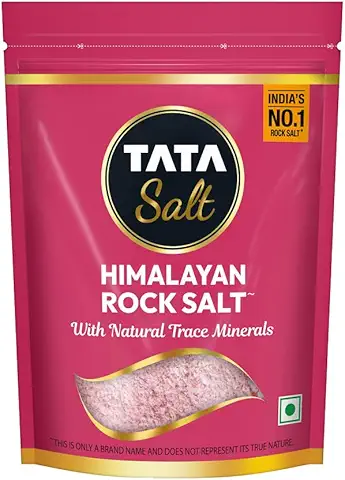 INDIA'S
NO.1
ROCK SALT*
TATA
Salt
HIMALAYAN
ROCK SALT~
With Natural Trace Minerals
~THIS IS ONLY A BRAND NAME AND DOES NOT REPRESENT ITS TRUE NATURE.